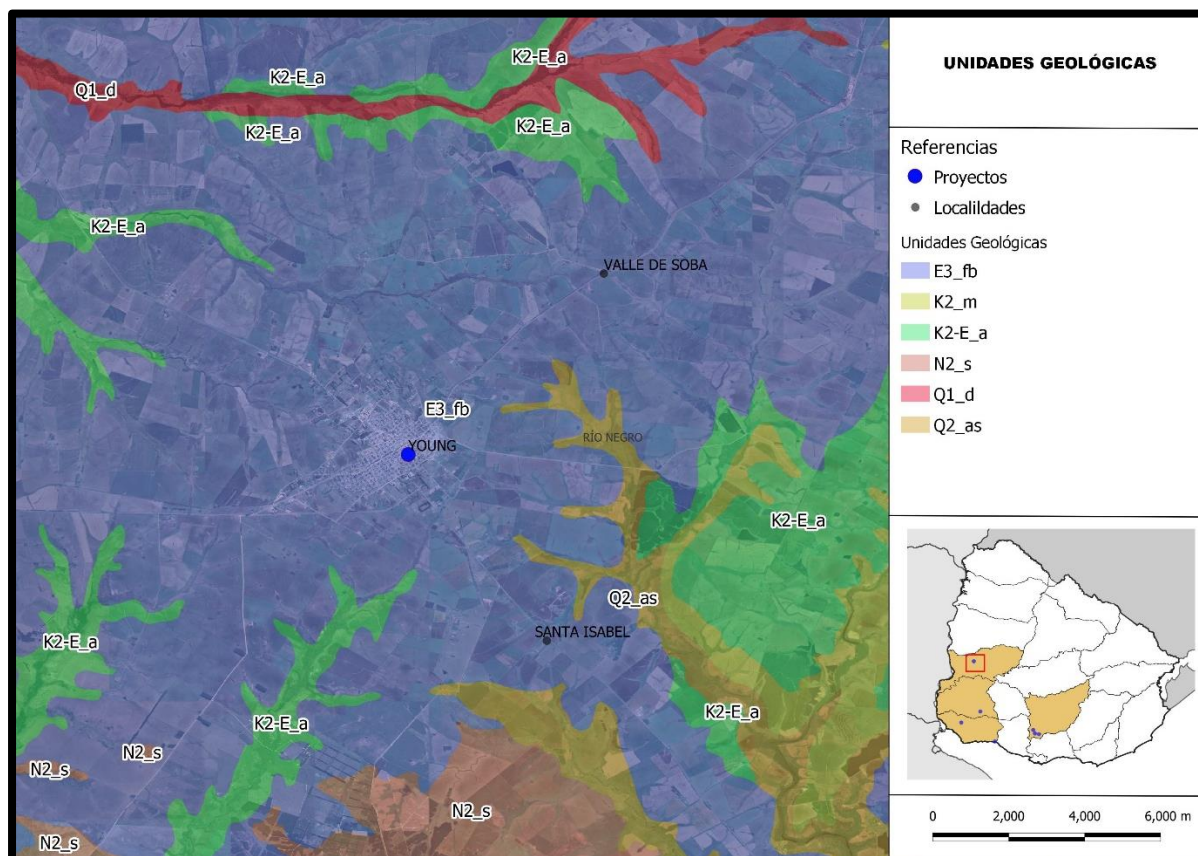 UNIDADES GEOLÓGICAS
Referencias
Proyectos
Localildades
Unidades Geológicas
E3_fb
K2_m
K2-E_a
N2_s
Q1_d
Q2_as
0 2,000 4,000 6,000 m
K2-E_a
K2-E_a
Q1_d
K2-E_a
K2-E_a
K2-E_a
VALLE DE SOBA
E3_fb
RÍO NEGRO
YOUNG
K2-E_a
Q2_as
SANTA ISABEL
K2-E_a
K2-E_a
K2-E_a
N2_s
N2_s
N2_s
N2_s